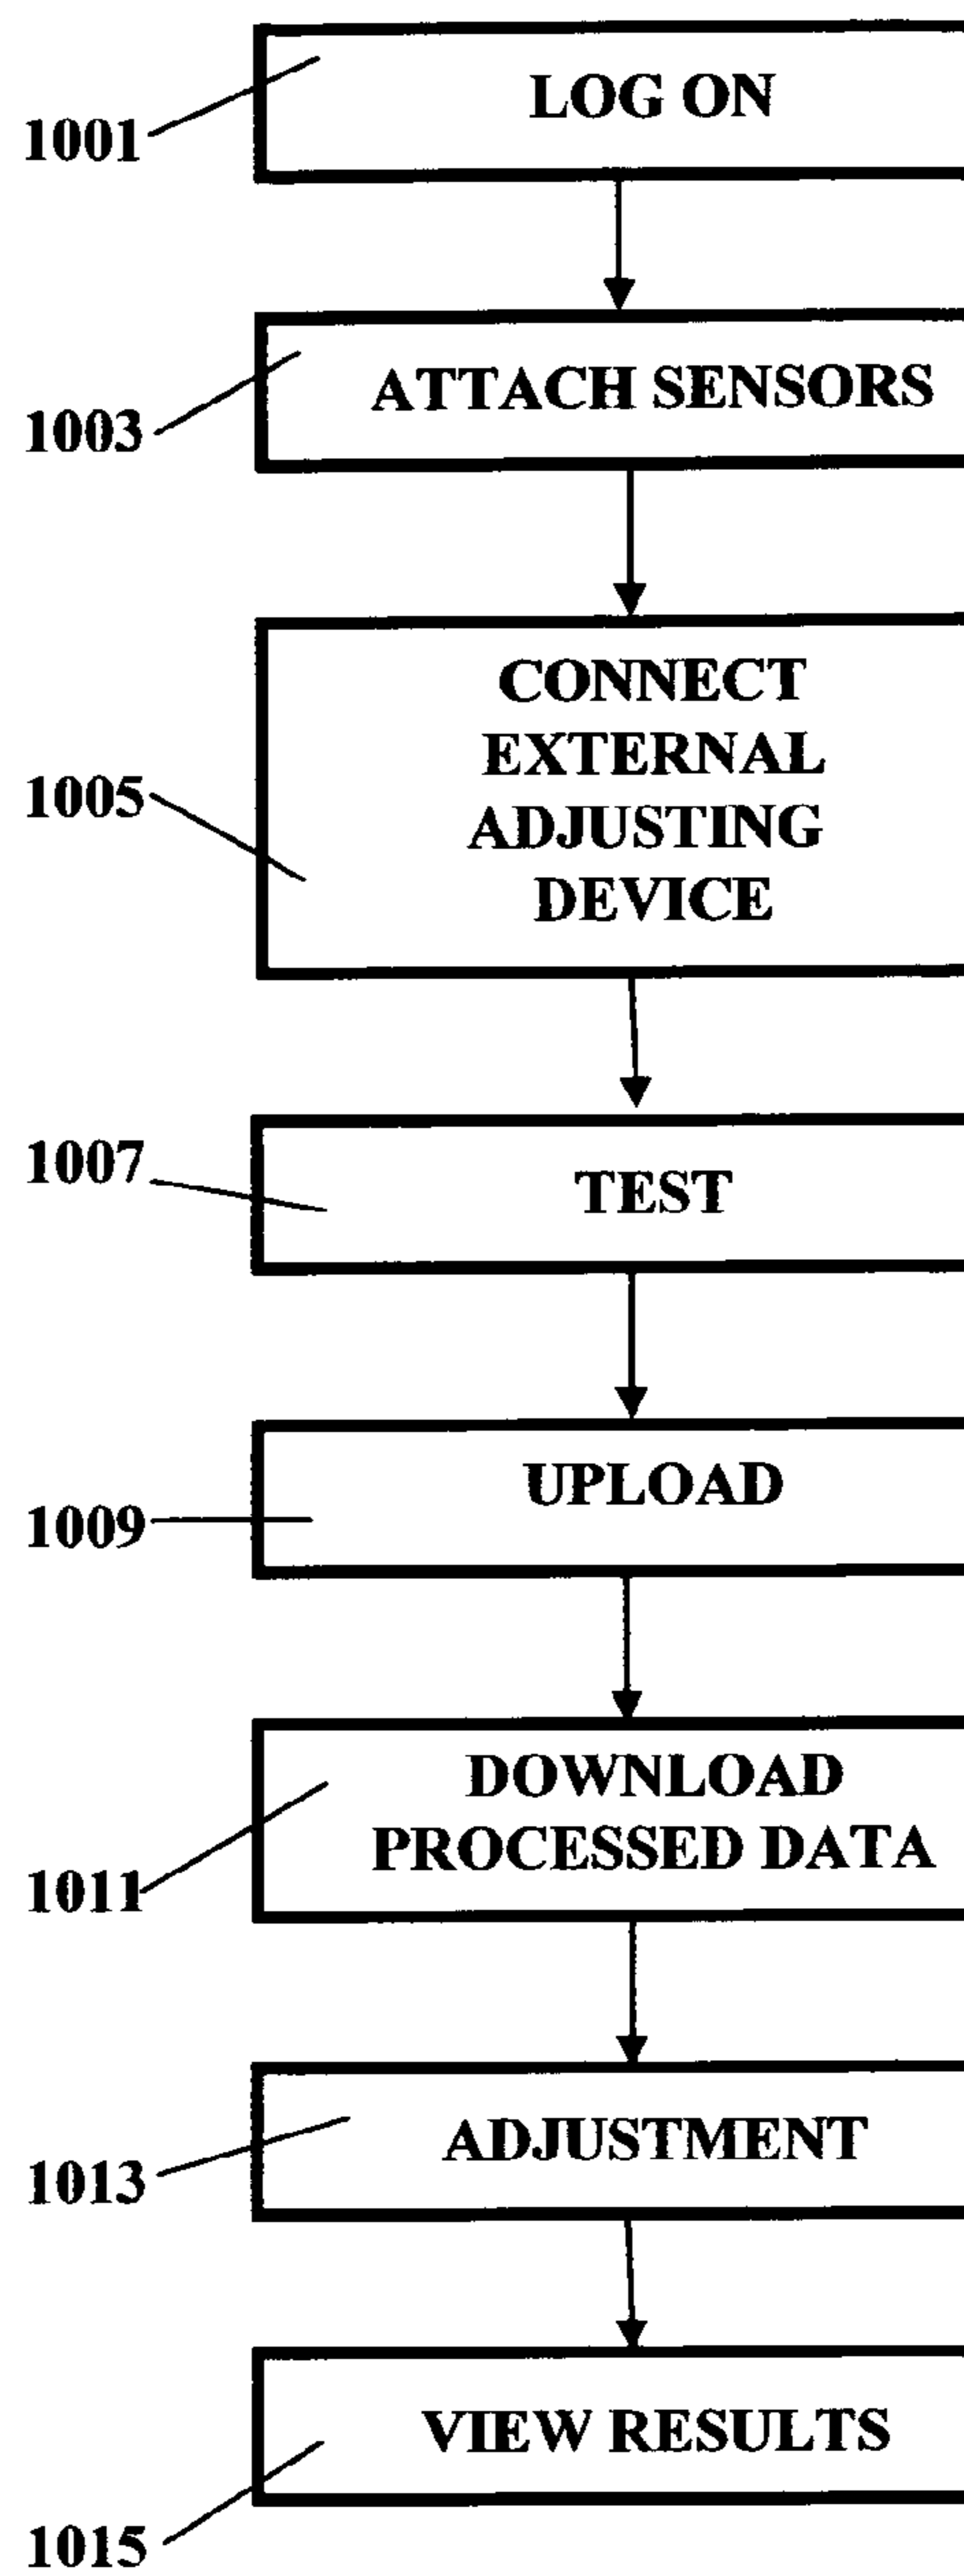 LOG ON
1001
ATTACH SENSORS
1003
CONNECT
EXTERNAL
1005
ADJUSTING
DEVICE
1007
TEST
UPLOAD
1009
DOWNLOAD
PROCESSED DATA
1011
ADJUSTMENT
1013
VIEW RESULTS
1015